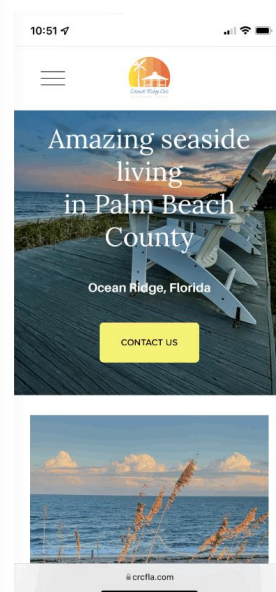 10:51
Amazing seaside
living
in Palm Beach
County
Ocean Ridge, Florida
CONTACT US
crcfla.com